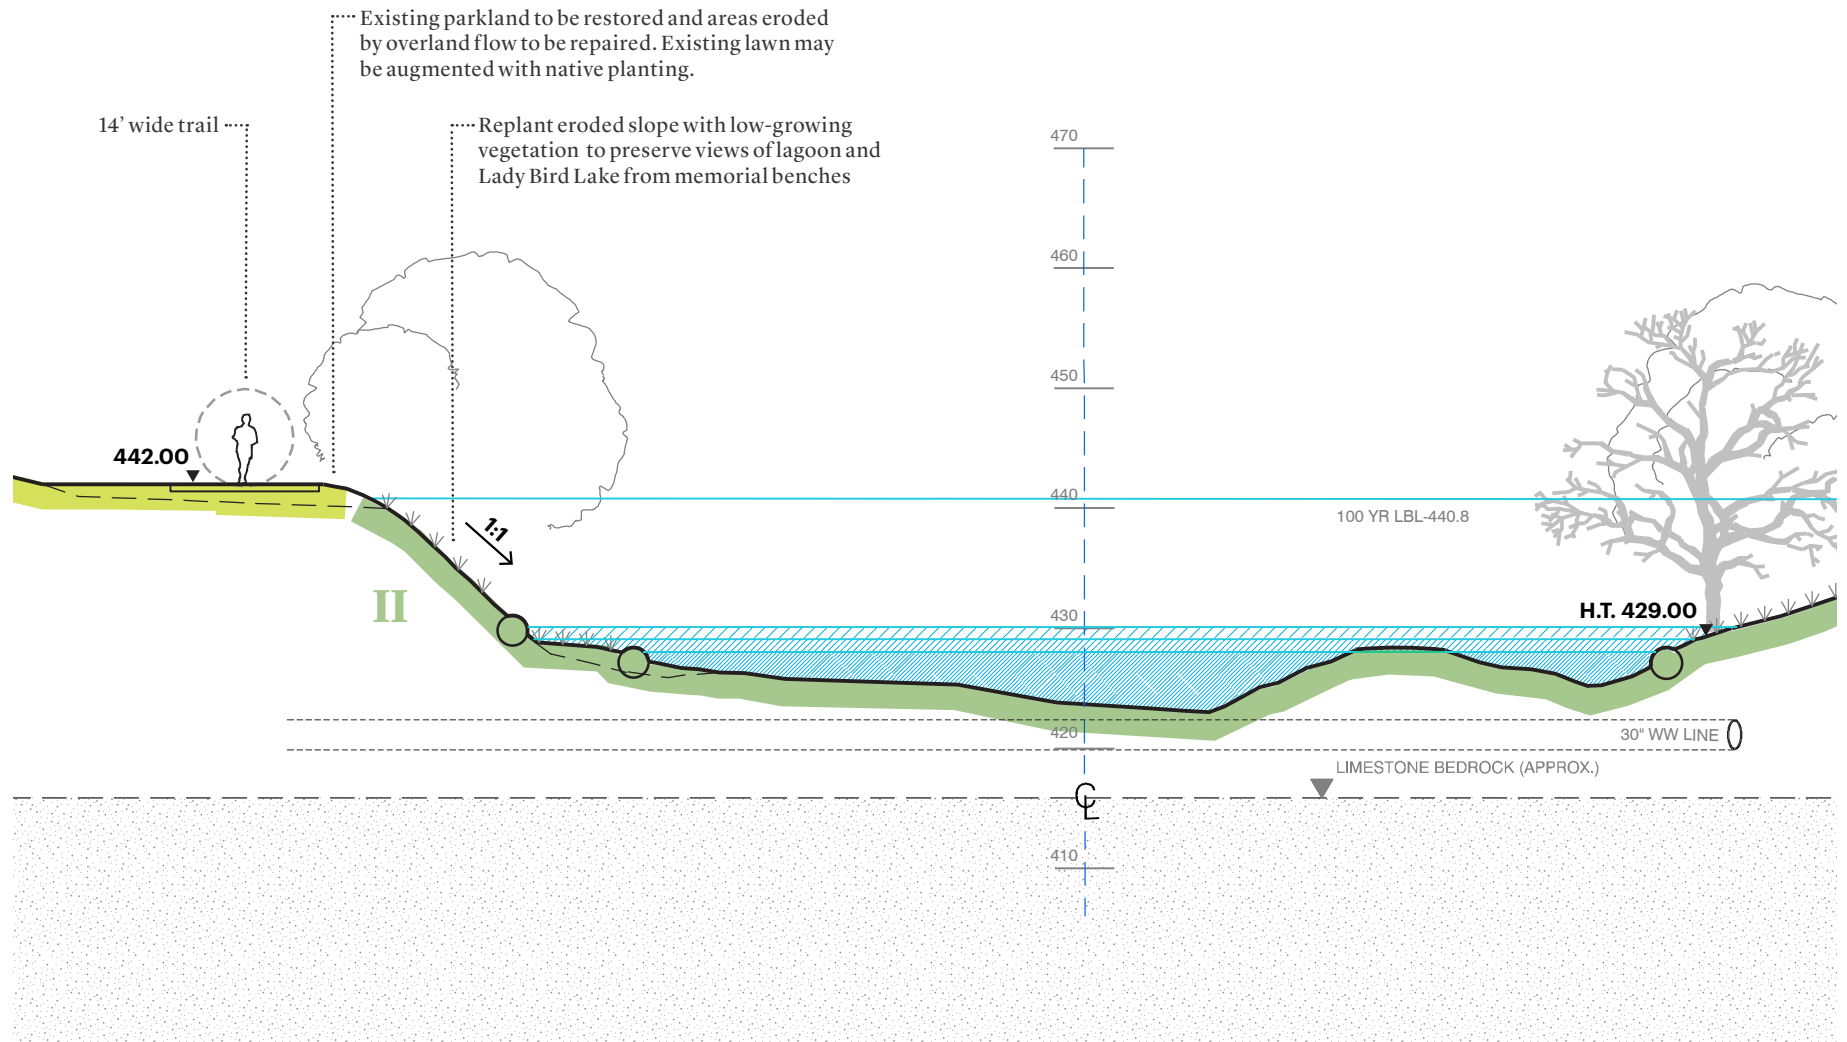 Existing parkland to be restored and areas eroded
by overland flow to be repaired. Existing lawn may
be augmented with native planting.
14’ wide trail
Replant eroded slope with low-growing
vegetation to preserve views of lagoon and
Lady Bird Lake from memorial benches
470
460
450
442.00
440
100 YR LBL-440.8
1:1
II
430
H.T. 429.00
420
30" WW LINE
LIMESTONE BEDROCK (APPROX.)
CL
410